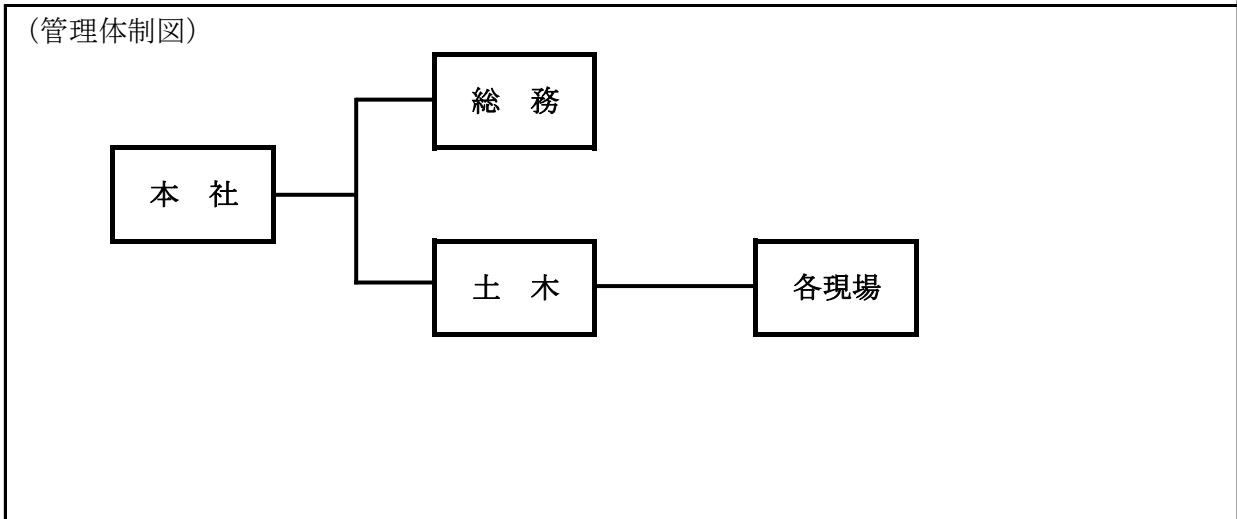 (管理体制図)
総　務
本　社
土　木
各現場